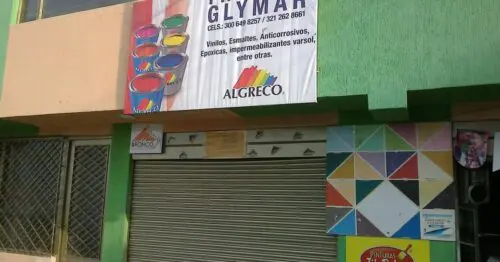 GLYMAR
CELS.: 300 649 8257 / 321 262 8661
Vinilos, Esmaltes, Anticorrosivos,
Epoxicas, impermeabilizantes varsol,
entre otras.
ALGRECO